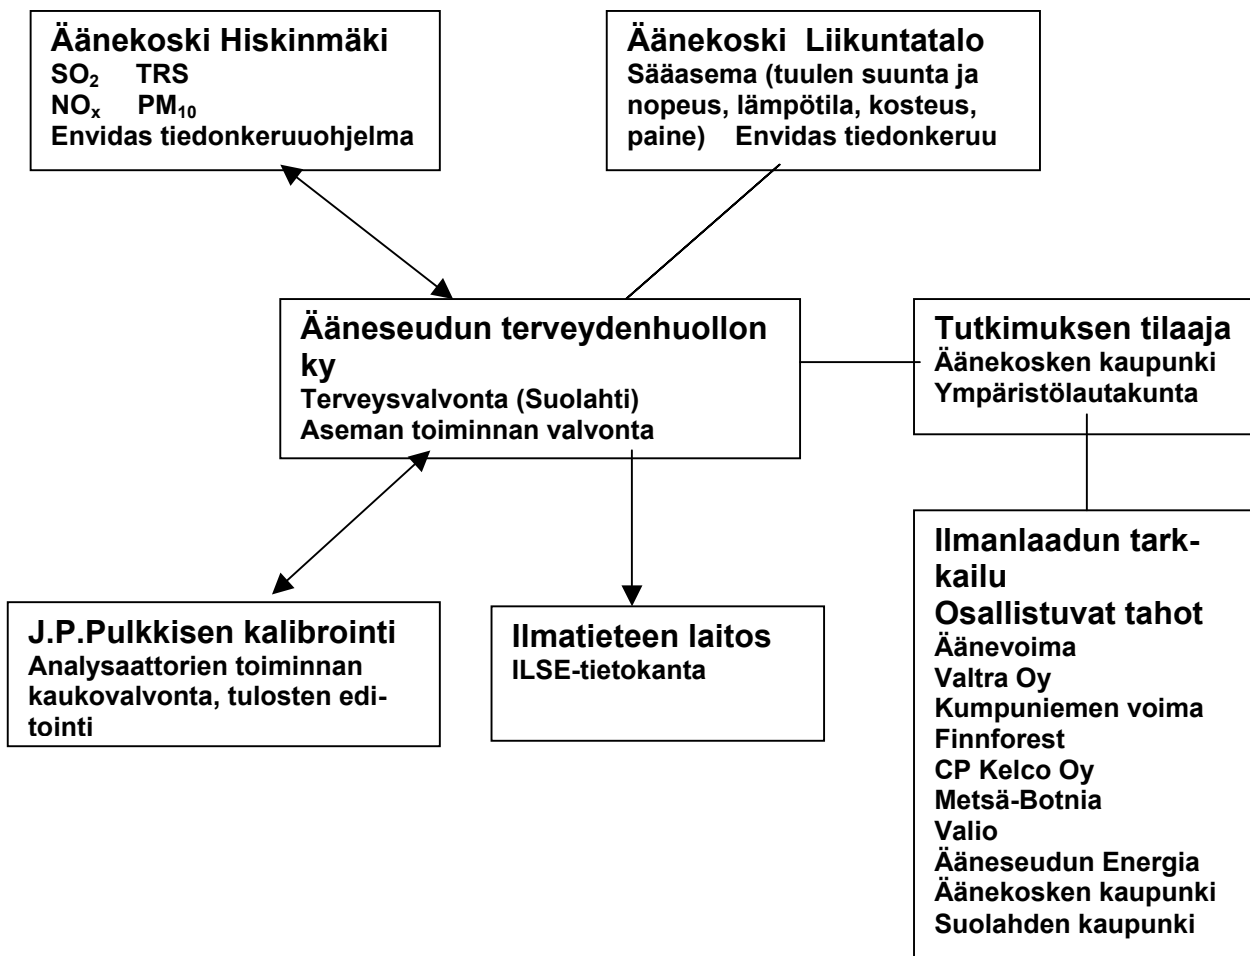 Äänekoski Hiskinmäki
SO₂ TRS
NOₓ PM₁₀
Envidas tiedonkeruuohjelma
Äänekoski Liikuntatalo
Sääasema (tuulen suunta ja
nopeus, lämpötila, kosteus,
paine) Envidas tiedonkeruu
Ääneseudun terveydenhuollon
ky
Terveysvalvonta (Suolahti)
Aseman toiminnan valvonta
Tutkimuksen tilaaja
Äänekosken kaupunki
Ympäristölautakunta
J.P.Pulkkisen kalibrointi
Analysaattorien toiminnan
kaukovalvonta, tulosten edi-
tointi
Ilmatieteen laitos
ILSE-tietokanta
Ilmanlaadun tark-
kailu
Osallistuvat tahot
Äänevoima
Valtra Oy
Kumpuniemen voima
Finnforest
CP Kelco Oy
Metsä-Botnia
Valio
Ääneseudun Energia
Äänekosken kaupunki
Suolahden kaupunki